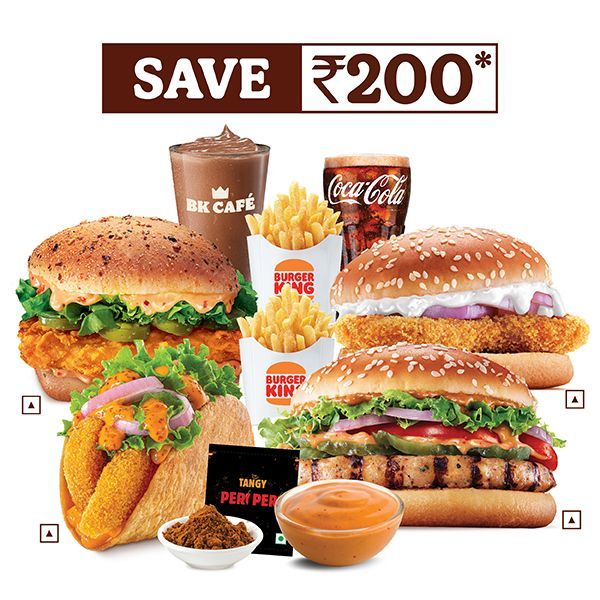 SAVE ₹200*
BK CAFÉ
Coca-Cola
BURGER
KING
BURGER
KING
TANGY
PERI PERI